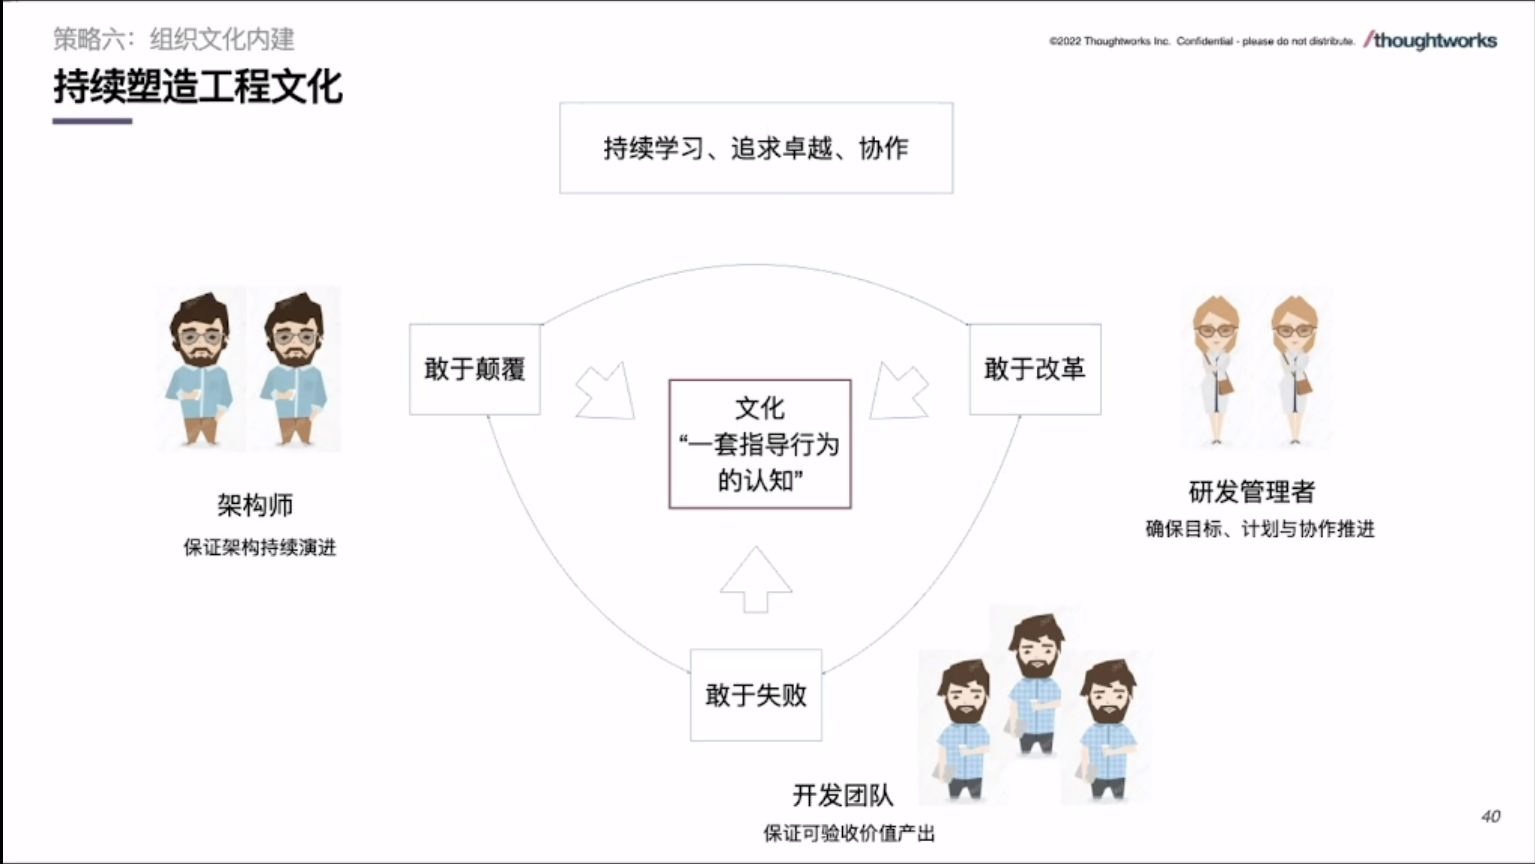 策略六：组织文化内建
©2022 Thoughtworks Inc. Confidential - please do not distribute.
/thoughtworks
持续塑造工程文化
持续学习、追求卓越、协作
敢于颠覆
敢于改革
文化
“一套指导行为
的认知”
架构师
保证架构持续演进
研发管理者
确保目标、计划与协作推进
敢于失败
开发团队
保证可验收价值产出
40